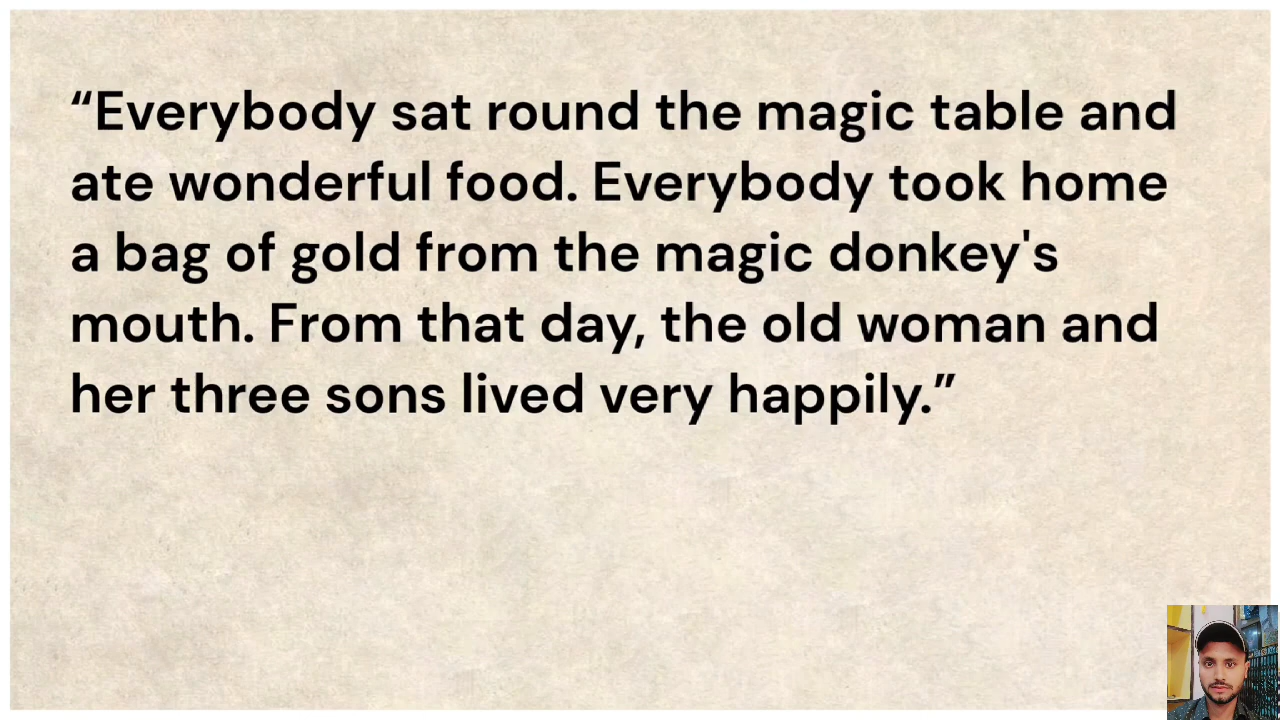 “Everybody sat round the magic table and
ate wonderful food. Everybody took home
a bag of gold from the magic donkey's
mouth. From that day, the old woman and
her three sons lived very happily.”